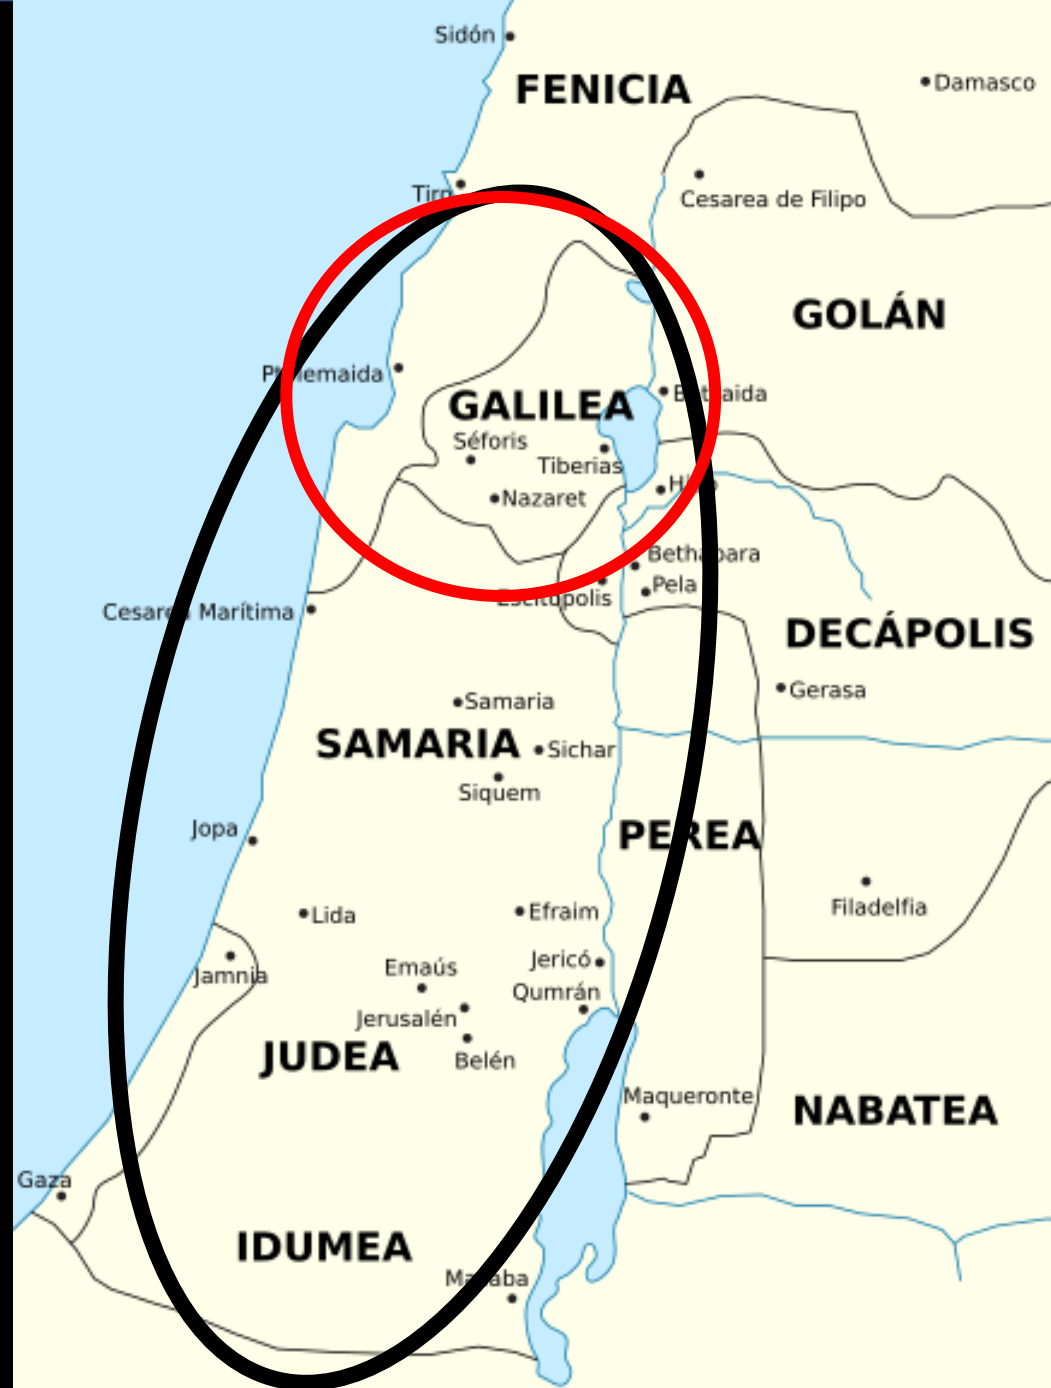 Sidón
FENICIA
Damasco
Tiro
Cesarea de Filipo
GOLÁN
GALILEA
Séforis
Tiberias
Nazaret
Pela
Cesarea Marítima
DECÁPOLIS
Gerasa
Samaria
SAMARIA
Sichar
Siquem
Jopa
PEREA
Filadelfia
Lida
Efraim
Emaús
Jericó
Jamnia
Qumrán
Jerusalén
JUDEA
Belén
Maqueronte
NABATEA
Gaza
IDUMEA